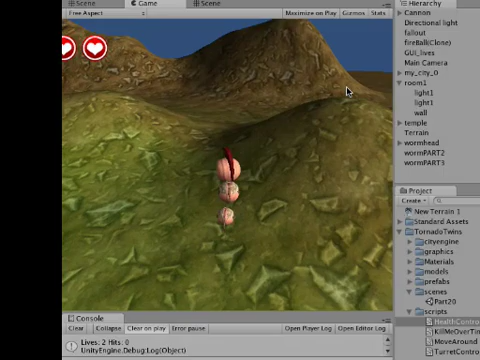 Scene
Game
Scene
Hierarchy
Free Aspect
Maximize on Play
Gizmos
Stats
Cannon
Directional light
fallout
fireBall(Clone)
GUI_lives
Main Camera
my_city_0
room1
light1
light1
wall
temple
Terrain
wormhead
wormPART2
wormPART3
Project
Create
New Terrain 1
Standard Assets
TornadoTwins
cityengine
graphics
Materials
models
prefabs
scenes
Part20
scripts
HealthContro
KillMeOverTin
MoveAround
TurretContro
Console
Clear
Collapse
Clear on play
Error pause
Open Player Log
Open Editor Log
Lives: 2 Hits: 0
UnityEngine.Debug:Log(Object)